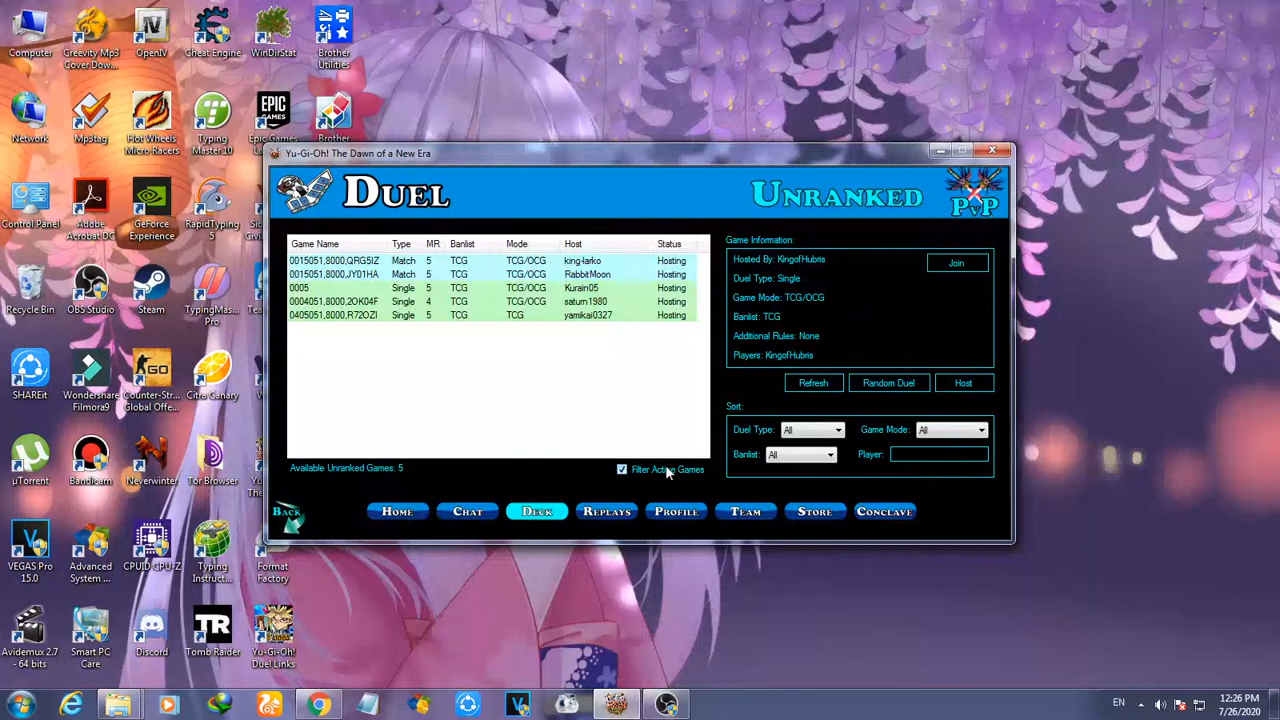 Computer
Creevity Mp3 Cover Dow...
OpenIV
Cheat Engine
WinDirStat
Brother Utilities
Network
Mp3tag
Hot Wheels Micro Racers
Typing Master 10
EPIC GAMES
Epic Games
Brother
Control Panel
Adobe Acrobat DC
GeForce Experience
RapidTyping 5
Recycle Bin
OBS Studio
Steam
TypingMas... Pro
SHAREit
Wondershare Filmora9
Counter-Str... Global Offe...
Citra Canary
µTorrent
Bandicam
Neverwinter
Tor Browser
VEGAS Pro 15.0
Advanced System ...
CPUID CPU-Z
Typing Instruct...
Format Factory
Avidemux 2.7 - 64 bits
Smart PC Care
Discord
Tomb Raider
Yu-Gi-Oh! Duel Links
Yu-Gi-Oh! The Dawn of a New Era
DUEL
UNRANKED
PvP
Game Name Type MR Banlist Mode Host Status
0015051,8000,QRG5IZ Match 5 TCG TCG/OCG king-larko Hosting
0015051,8000,JY01HA Match 5 TCG TCG/OCG RabbitMoon Hosting
0005 Single 5 TCG TCG/OCG Kurain05 Hosting
0004051,8000,2OK04F Single 4 TCG TCG/OCG saturn1980 Hosting
0405051,8000,R72OZI Single 5 TCG TCG yamikai0327 Hosting
Available Unranked Games: 5
Filter Active Games
Game Information:
Hosted By: KingofHubris
Join
Duel Type: Single
Game Mode: TCG/OCG
Banlist: TCG
Additional Rules: None
Players: KingofHubris
Refresh Random Duel Host
Sort:
Duel Type: All Game Mode: All
Banlist: All Player:
BACK HOME CHAT DECK REPLAYS PROFILE TEAM STORE CONCLAVE
EN
12:26 PM
7/26/2020